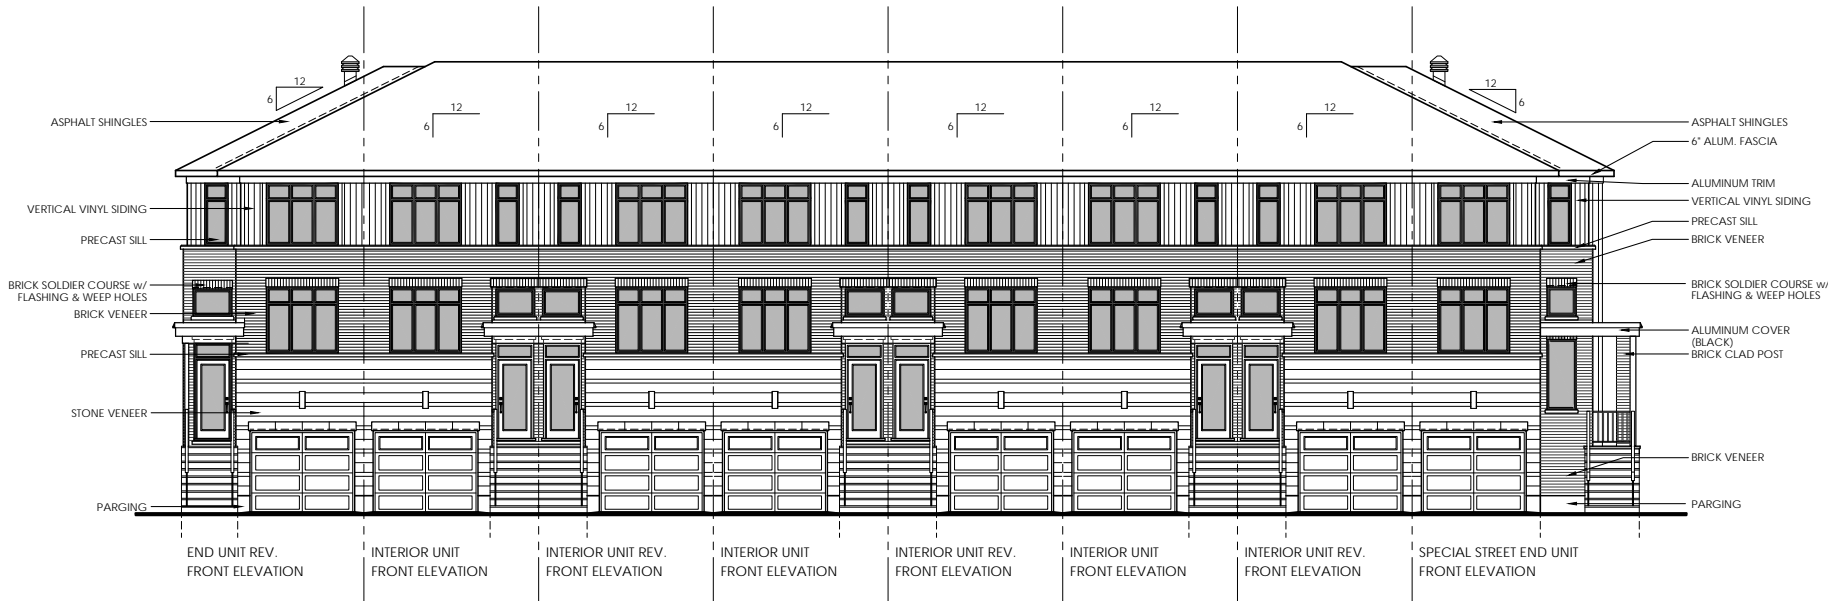 12
6
12
6
12
6
12
6
12
6
12
6
12
6
12
6
ASPHALT SHINGLES
VERTICAL VINYL SIDING
PRECAST SILL
BRICK SOLDIER COURSE w/
FLASHING & WEEP HOLES
BRICK VENEER
PRECAST SILL
STONE VENEER
PARGING
ASPHALT SHINGLES
6" ALUM. FASCIA
ALUMINUM TRIM
VERTICAL VINYL SIDING
PRECAST SILL
BRICK VENEER
BRICK SOLDIER COURSE w/
FLASHING & WEEP HOLES
ALUMINUM COVER
(BLACK)
BRICK CLAD POST
BRICK VENEER
PARGING
END UNIT REV.
FRONT ELEVATION
INTERIOR UNIT
FRONT ELEVATION
INTERIOR UNIT REV.
FRONT ELEVATION
INTERIOR UNIT
FRONT ELEVATION
INTERIOR UNIT REV.
FRONT ELEVATION
INTERIOR UNIT
FRONT ELEVATION
INTERIOR UNIT REV.
FRONT ELEVATION
SPECIAL STREET END UNIT
FRONT ELEVATION